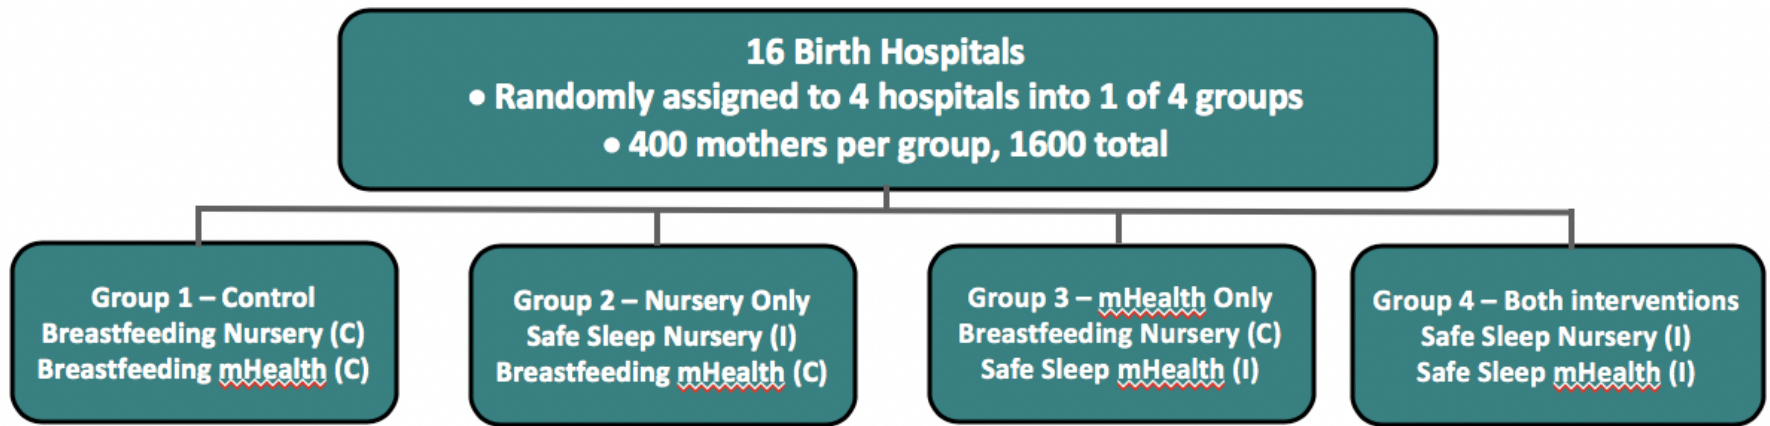 16 Birth Hospitals
• Randomly assigned to 4 hospitals into 1 of 4 groups
• 400 mothers per group, 1600 total
Group 1 – Control
Breastfeeding Nursery (C)
Breastfeeding mHealth (C)
Group 2 – Nursery Only
Safe Sleep Nursery (I)
Breastfeeding mHealth (C)
Group 3 – mHealth Only
Breastfeeding Nursery (C)
Safe Sleep mHealth (I)
Group 4 – Both interventions
Safe Sleep Nursery (I)
Safe Sleep mHealth (I)